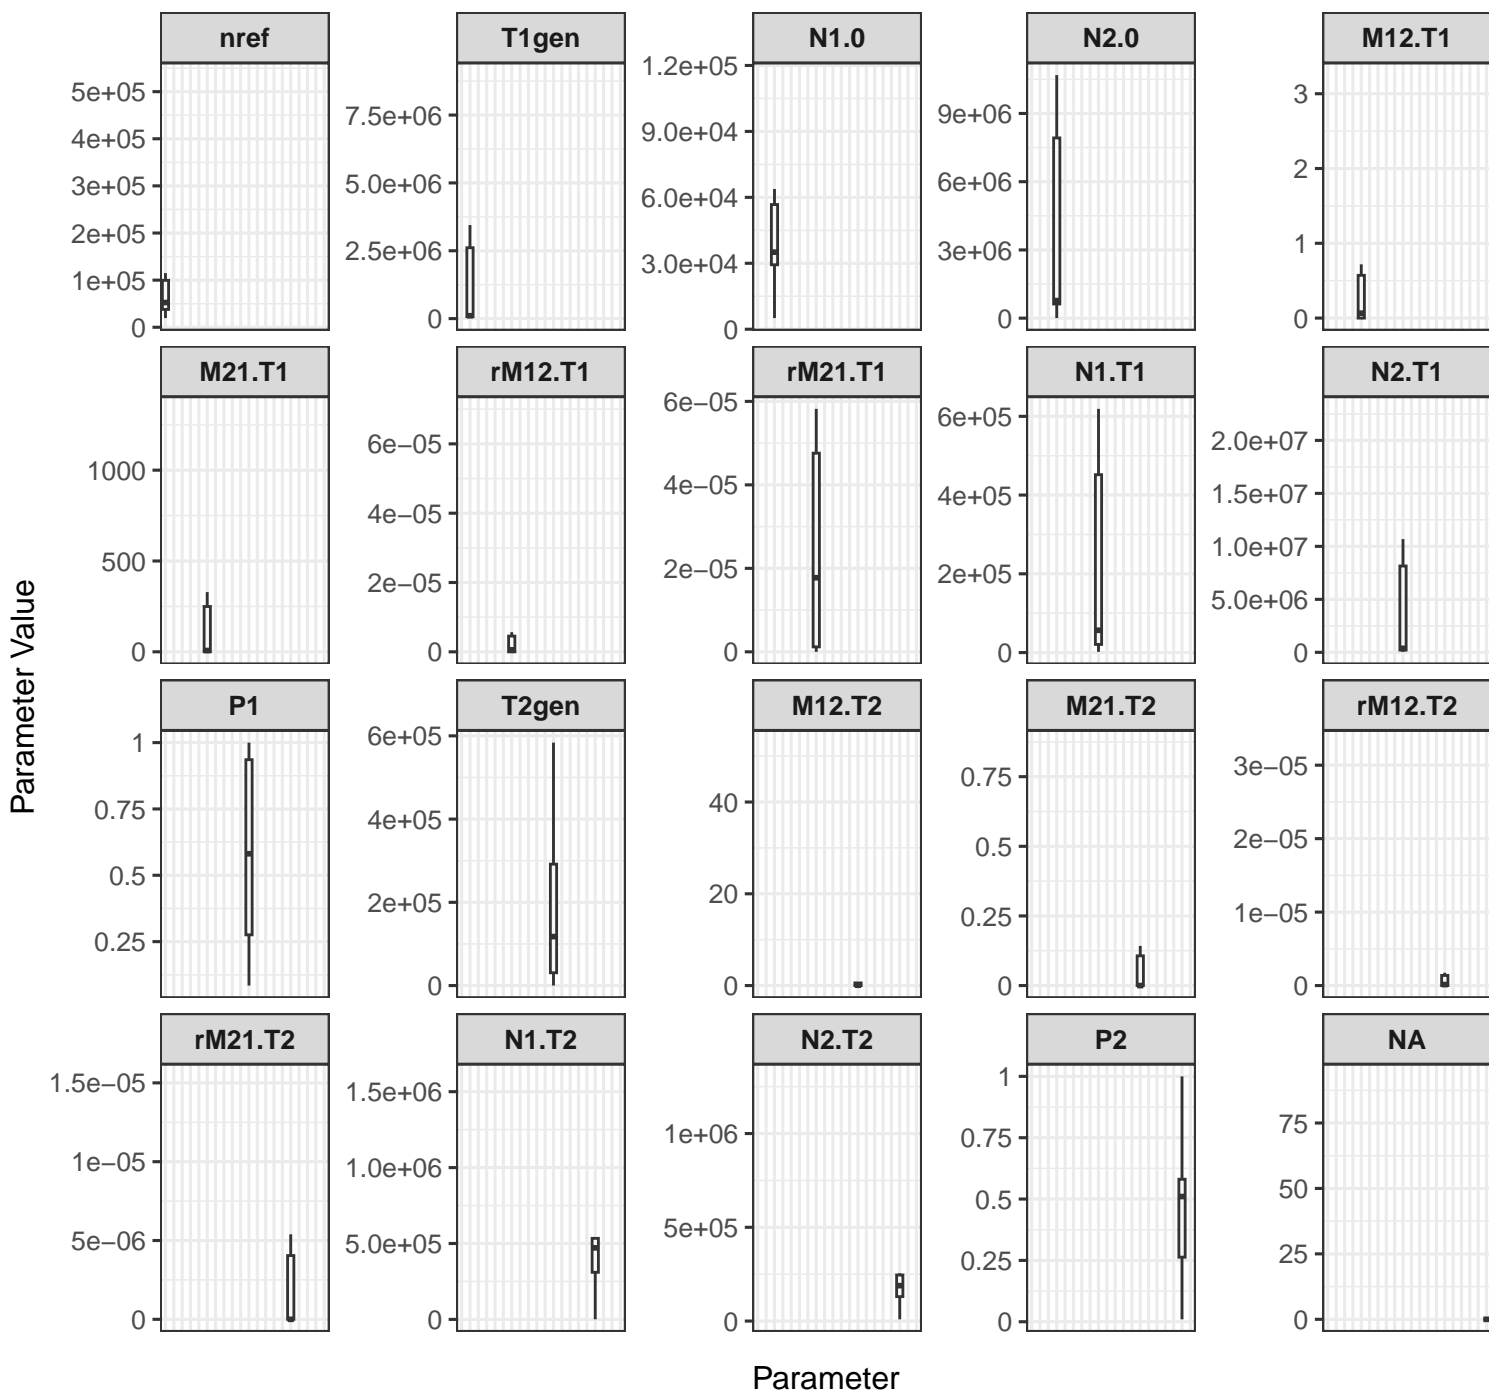 nref
T1gen
N1.0
N2.0
M12.T1
5e+05
4e+05
3e+05
2e+05
1e+05
0
7.5e+06
5.0e+06
2.5e+06
0
1.2e+05
9.0e+04
6.0e+04
3.0e+04
0
9e+06
6e+06
3e+06
0
3
2
1
0
M21.T1
rM12.T1
rM21.T1
N1.T1
N2.T1
1000
500
0
6e−05
4e−05
2e−05
0
6e−05
4e−05
2e−05
0
6e+05
4e+05
2e+05
0
2.0e+07
1.5e+07
1.0e+07
5.0e+06
0
Parameter Value
P1
T2gen
M12.T2
M21.T2
rM12.T2
1
0.75
0.5
0.25
6e+05
4e+05
2e+05
0
40
20
0
0.75
0.5
0.25
0
3e−05
2e−05
1e−05
0
rM21.T2
N1.T2
N2.T2
P2
NA
1.5e−05
1e−05
5e−06
0
1.5e+06
1.0e+06
5.0e+05
0
1e+06
5e+05
0
1
0.75
0.5
0.25
0
75
50
25
0
Parameter